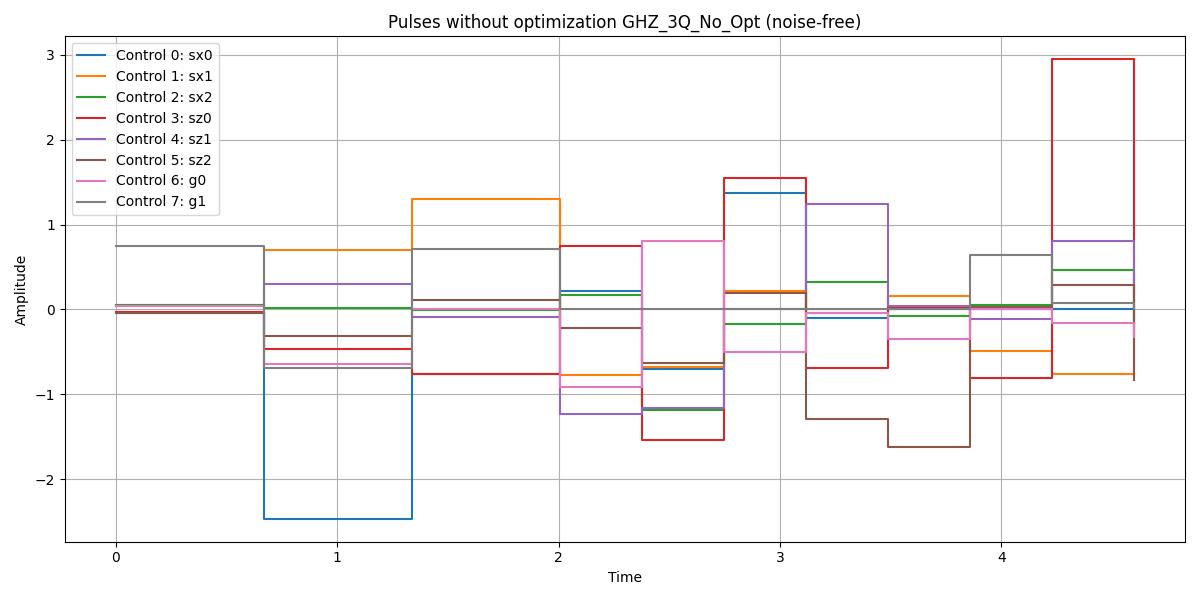 Pulses without optimization GHZ_3Q_No_Opt (noise-free)
Control 0: sx0
Control 1: sx1
Control 2: sx2
Control 3: sz0
Control 4: sz1
Control 5: sz2
Control 6: g0
Control 7: g1
3
2
1
0
−1
−2
Amplitude
0 1 2 3 4
Time